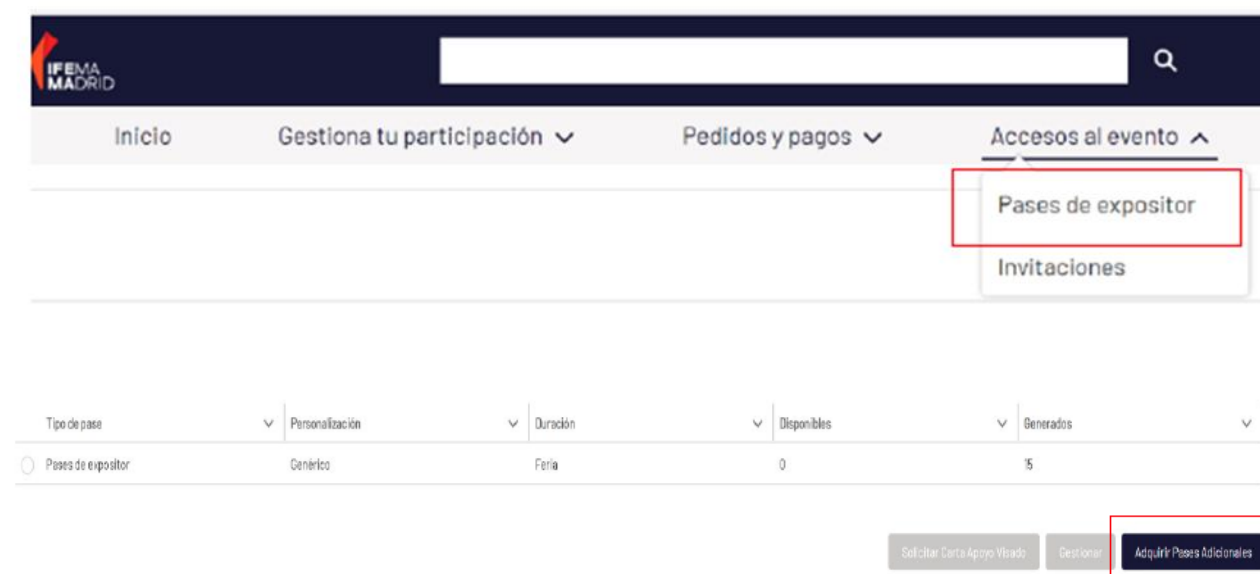 IFEMA
MADRID
Inicio Gestiona tu participación Pedidos y pagos Accesos al evento
Pases de expositor
Invitaciones
Tipo de pase Personalización Duración Disponibles Generados
Pases de expositor Genérico Feria 0 15
Solicitar Carta Apoyo Visado Gestionar Adquirir Pases Adicionales